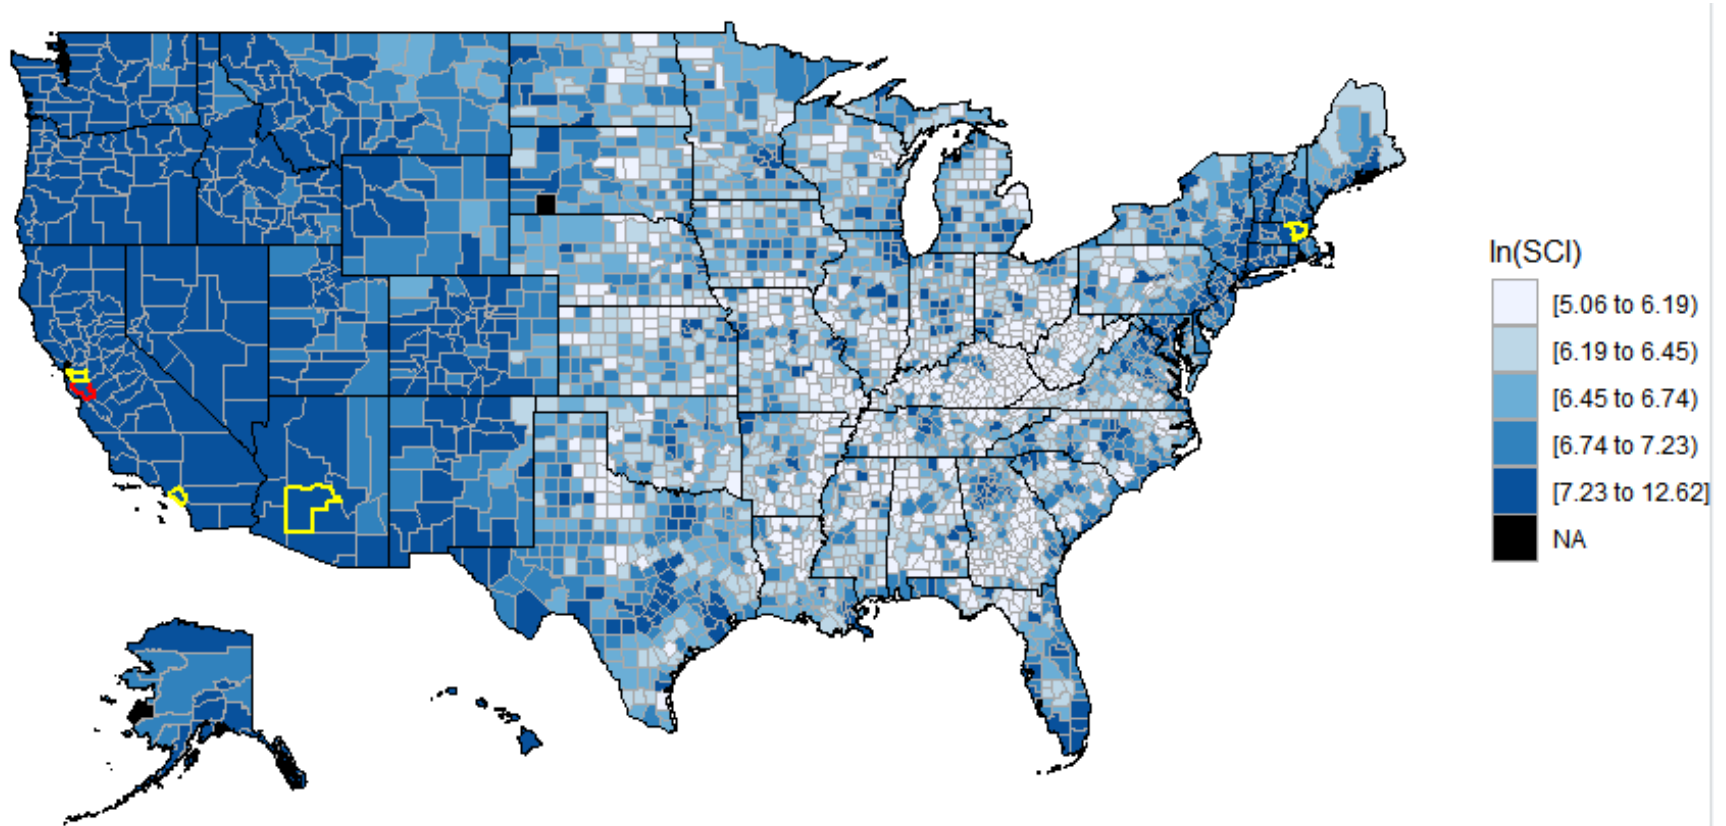 ln(SCI)
[5.06 to 6.19)
[6.19 to 6.45)
[6.45 to 6.74)
[6.74 to 7.23)
[7.23 to 12.62]
NA